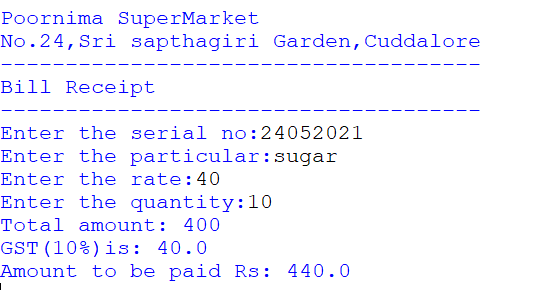 Poornima SuperMarket
No.24,Sri sapthagiri Garden,Cuddalore
-------------------------------------
Bill Receipt
-------------------------------------
Enter the serial no:24052021
Enter the particular:sugar
Enter the rate:40
Enter the quantity:10
Total amount: 400
GST(10%)is: 40.0
Amount to be paid Rs: 440.0